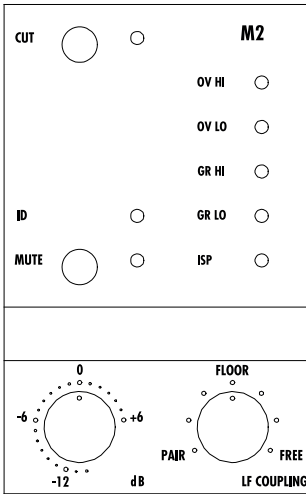 CUT
M2
OV HI
OV LO
GR HI
ID
GR LO
MUTE
ISP
0
-6
+6
-12
dB
FLOOR
PAIR
FREE
LF COUPLING